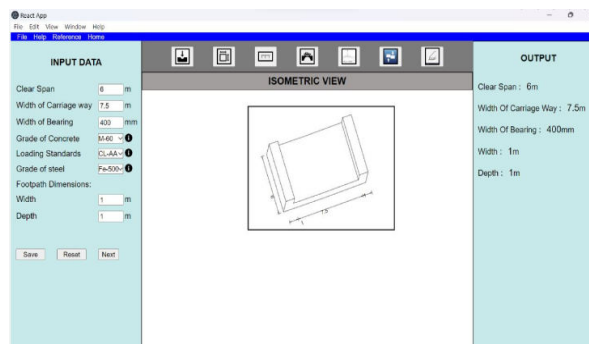 React App
File Edit View Window Help
File Help Reference Home
INPUT DATA
Clear Span 6 m
Width of Carriage way 7.5 m
Width of Bearing 400 mm
Grade of Concrete M-60
Loading Standards CL-AA
Grade of steel Fe-500
Footpath Dimensions:
Width 1 m
Depth 1 m
Save Reset Next
ISOMETRIC VIEW
6
7.5
1
OUTPUT
Clear Span : 6m
Width Of Carriage Way : 7.5m
Width Of Bearing : 400mm
Width : 1m
Depth : 1m